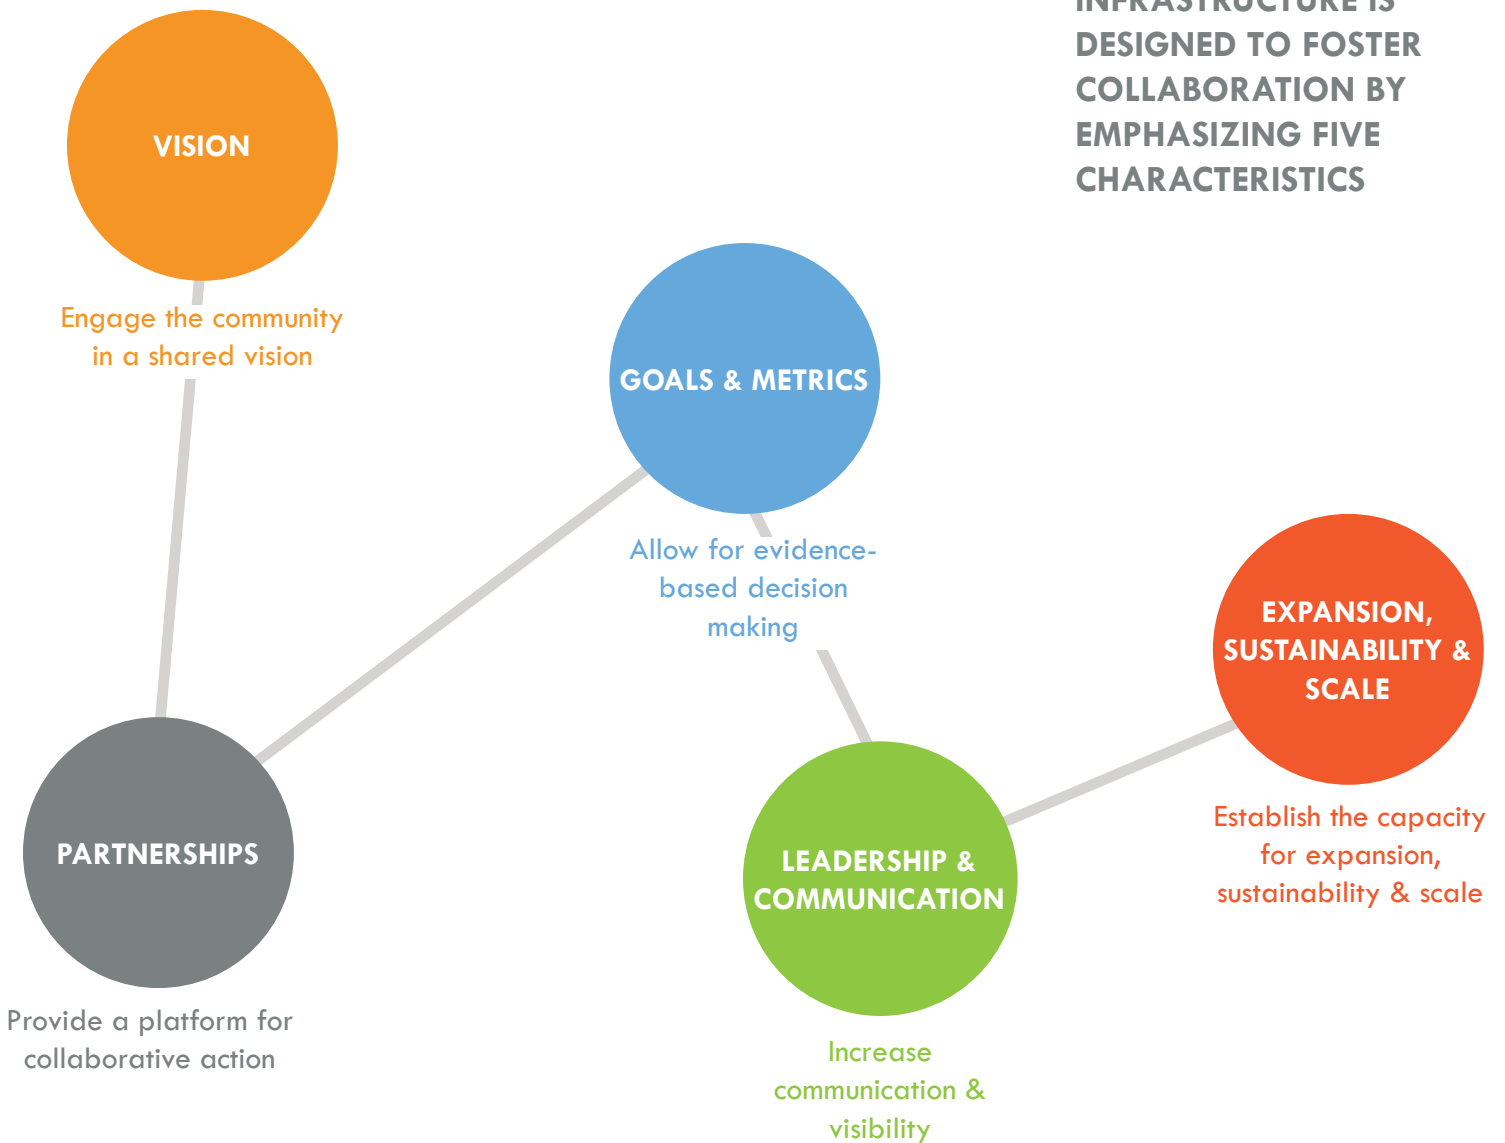 INFRASTRUCTURE IS
DESIGNED TO FOSTER
COLLABORATION BY
EMPHASIZING FIVE
CHARACTERISTICS
VISION
Engage the community
in a shared vision
GOALS & METRICS
Allow for evidence-
based decision
making
EXPANSION,
SUSTAINABILITY &
SCALE
Establish the capacity
for expansion,
sustainability & scale
PARTNERSHIPS
Provide a platform for
collaborative action
LEADERSHIP &
COMMUNICATION
Increase
communication &
visibility